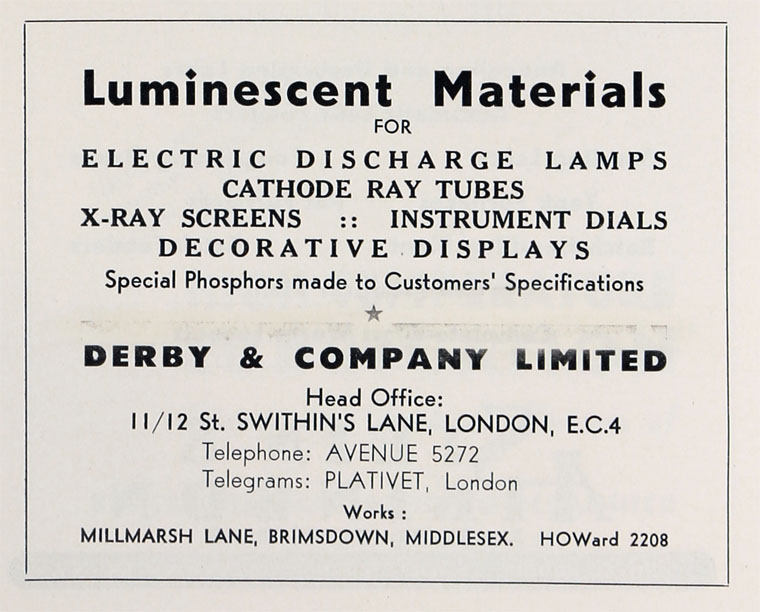 Luminescent Materials
FOR
ELECTRIC DISCHARGE LAMPS
CATHODE RAY TUBES
X-RAY SCREENS :: INSTRUMENT DIALS
DECORATIVE DISPLAYS
Special Phosphors made to Customers' Specifications
DERBY & COMPANY LIMITED
Head Office:
11/12 St. SWITHIN'S LANE, LONDON, E.C.4
Telephone: AVENUE 5272
Telegrams: PLATIVET, London
Works :
MILLMARSH LANE, BRIMSDOWN, MIDDLESEX. HOWard 2208